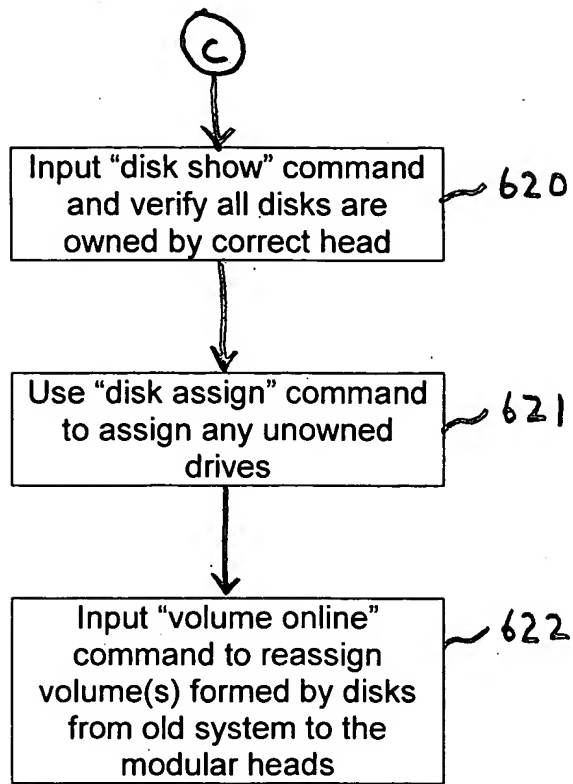 C
Input "disk show" command
and verify all disks are
owned by correct head
620
Use "disk assign" command
to assign any unowned
drives
621
Input "volume online"
command to reassign
volume(s) formed by disks
from old system to the
modular heads
622